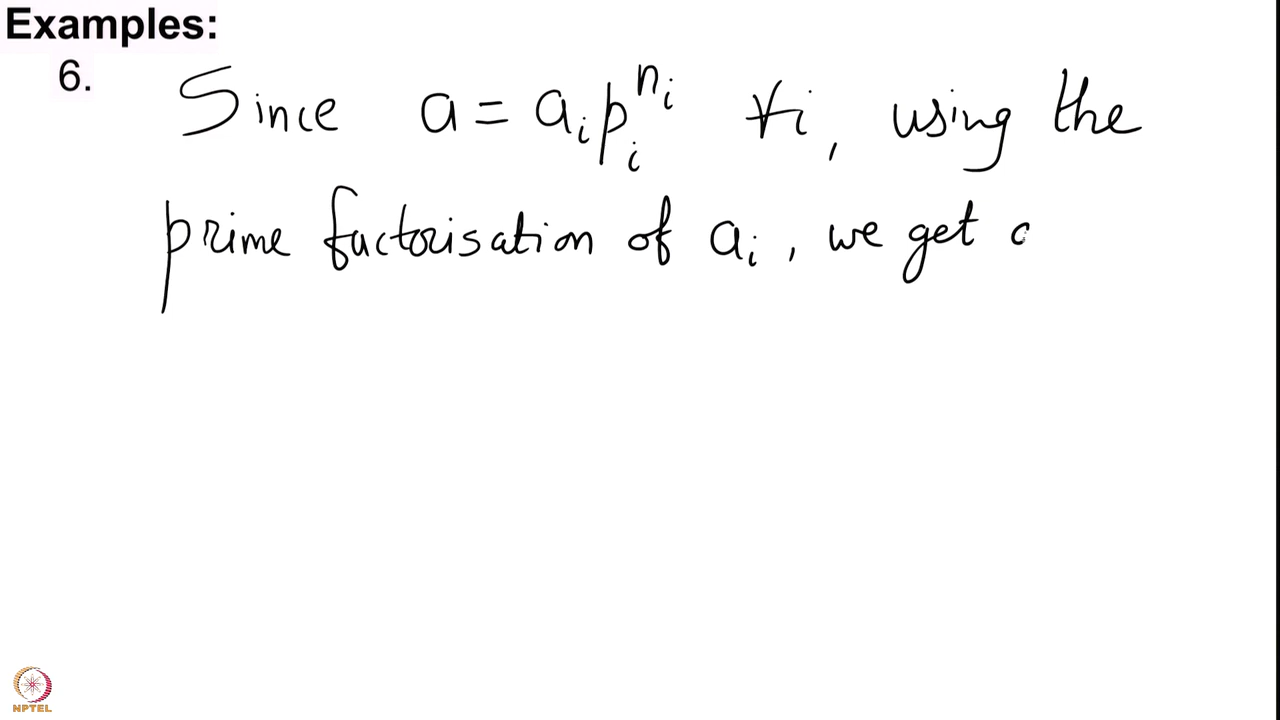 Examples:
6.
Since a = a_i p_i^{n_i} ∀i, using the
prime factorisation of a_i, we get
NPTEL